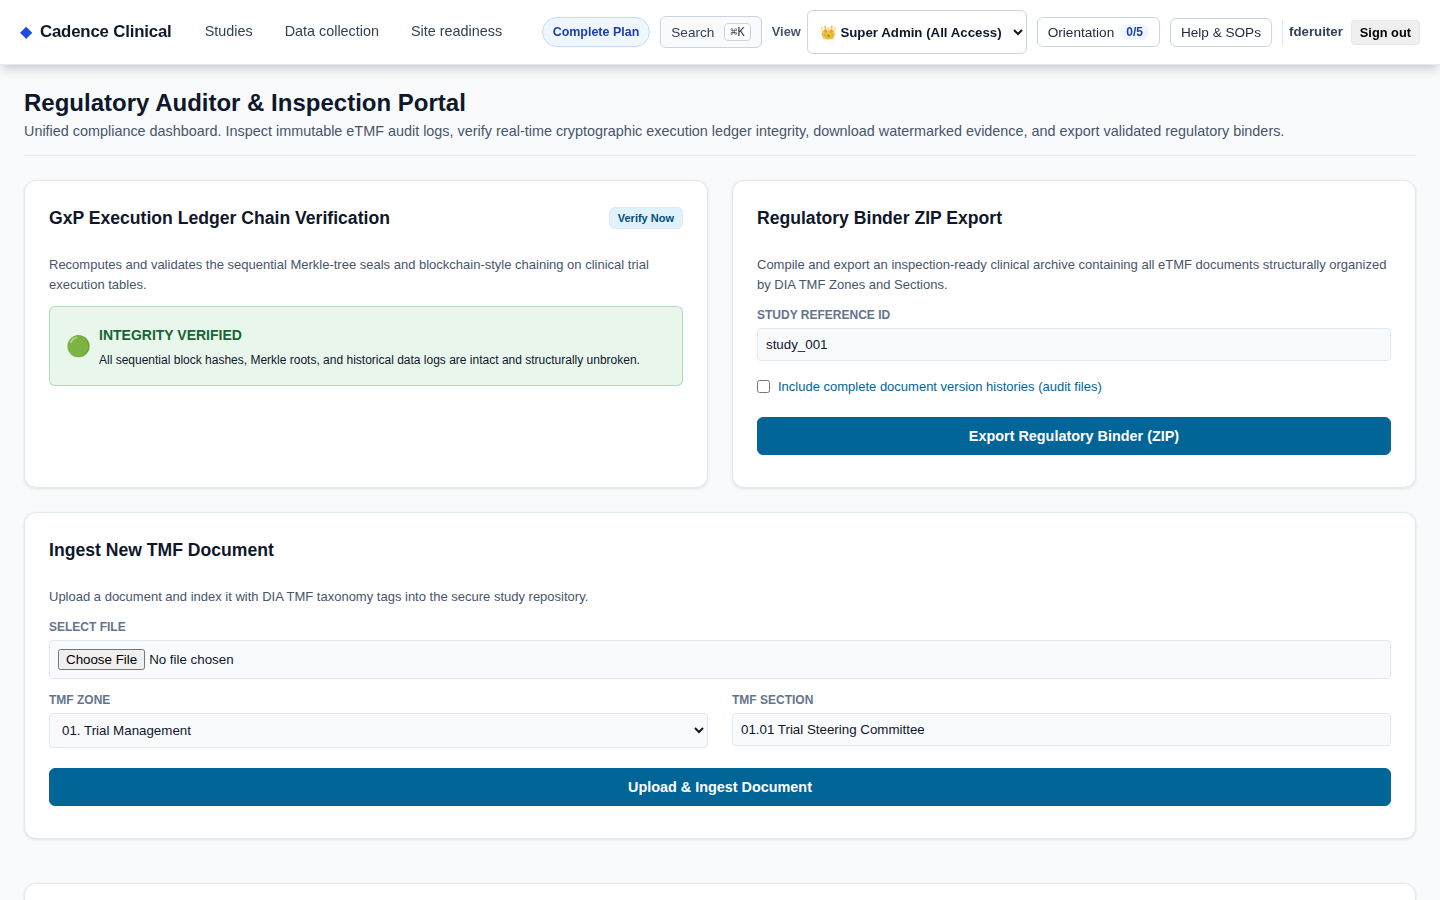 Cadence Clinical
Studies
Data collection
Site readiness
Complete Plan
Search ⌘K
View
👑 Super Admin (All Access)
Orientation 0/5
Help & SOPs
fderuiter
Sign out
Regulatory Auditor & Inspection Portal
Unified compliance dashboard. Inspect immutable eTMF audit logs, verify real-time cryptographic execution ledger integrity, download watermarked evidence, and export validated regulatory binders.
GxP Execution Ledger Chain Verification
Verify Now
Recomputes and validates the sequential Merkle-tree seals and blockchain-style chaining on clinical trial
execution tables.
INTEGRITY VERIFIED
All sequential block hashes, Merkle roots, and historical data logs are intact and structurally unbroken.
Regulatory Binder ZIP Export
Compile and export an inspection-ready clinical archive containing all eTMF documents structurally organized
by DIA TMF Zones and Sections.
STUDY REFERENCE ID
study_001
Include complete document version histories (audit files)
Export Regulatory Binder (ZIP)
Ingest New TMF Document
Upload a document and index it with DIA TMF taxonomy tags into the secure study repository.
SELECT FILE
Choose File No file chosen
TMF ZONE
01. Trial Management
TMF SECTION
01.01 Trial Steering Committee
Upload & Ingest Document